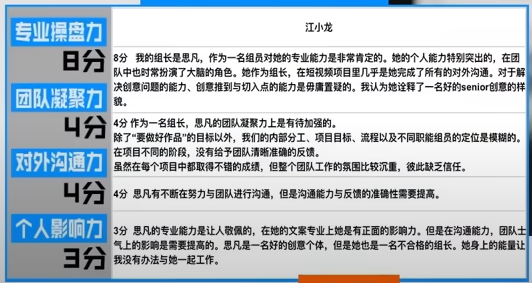 江小龙
专业操盘力
8分
8分 我的组长是思凡，作为一名组员对她的专业能力是非常肯定的。她的个人能力特别突出的，在团
队中也时常扮演了大脑的角色。她作为组长，在短视频项目里几乎是她完成了所有的对外沟通。对于解
决创意问题的能力、创意推到与切入点的能力是毋庸置疑的。我认为她诠释了一名好的senior创意的样
貌。
团队凝聚力
4分
4分 作为一名组长，思凡的团队凝聚力上是有待加强的。
除了“要做好作品”的目标以外，我们的内部分工、项目目标、流程以及不同职能组员的定位是模糊的。
在项目不同的阶段，没有给予团队清晰准确的反馈。
虽然在每个项目中都取得不错的成绩，但整个团队工作的氛围比较沉重，彼此缺乏信任。
对外沟通力
4分
4分 思凡有不断在努力与团队进行沟通，但是沟通能力与反馈的准确性需要提高。
个人影响力
3分
3分 思凡的专业能力是让人敬佩的，在她的文案专业上她是有正面的影响力。但是在沟通能力，团队士
气上的影响是需要提高的。思凡是一名好的创意个体，但是她也是一名不合格的组长。她身上的能量让
我没有办法与她一起工作。